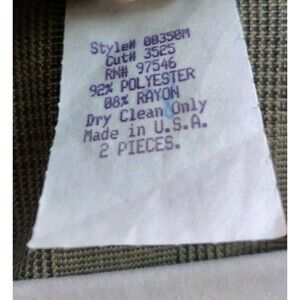 Style# 00350M
Cut# 3525
RN# 97546
92% POLYESTER
08% RAYON
Dry Clean Only
Made in U.S.A.
2 PIECES.